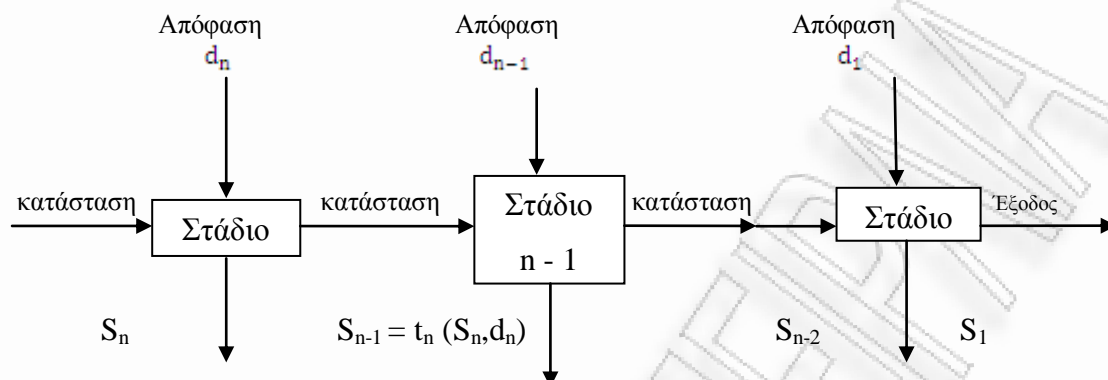 Απόφαση
d_n
Απόφαση
d_{n-1}
Απόφαση
d_1
κατάσταση
Στάδιο
κατάσταση
Στάδιο
n - 1
κατάσταση
Στάδιο
Έξοδος
S_n
S_{n-1} = t_n (S_n,d_n)
S_{n-2}
S_1